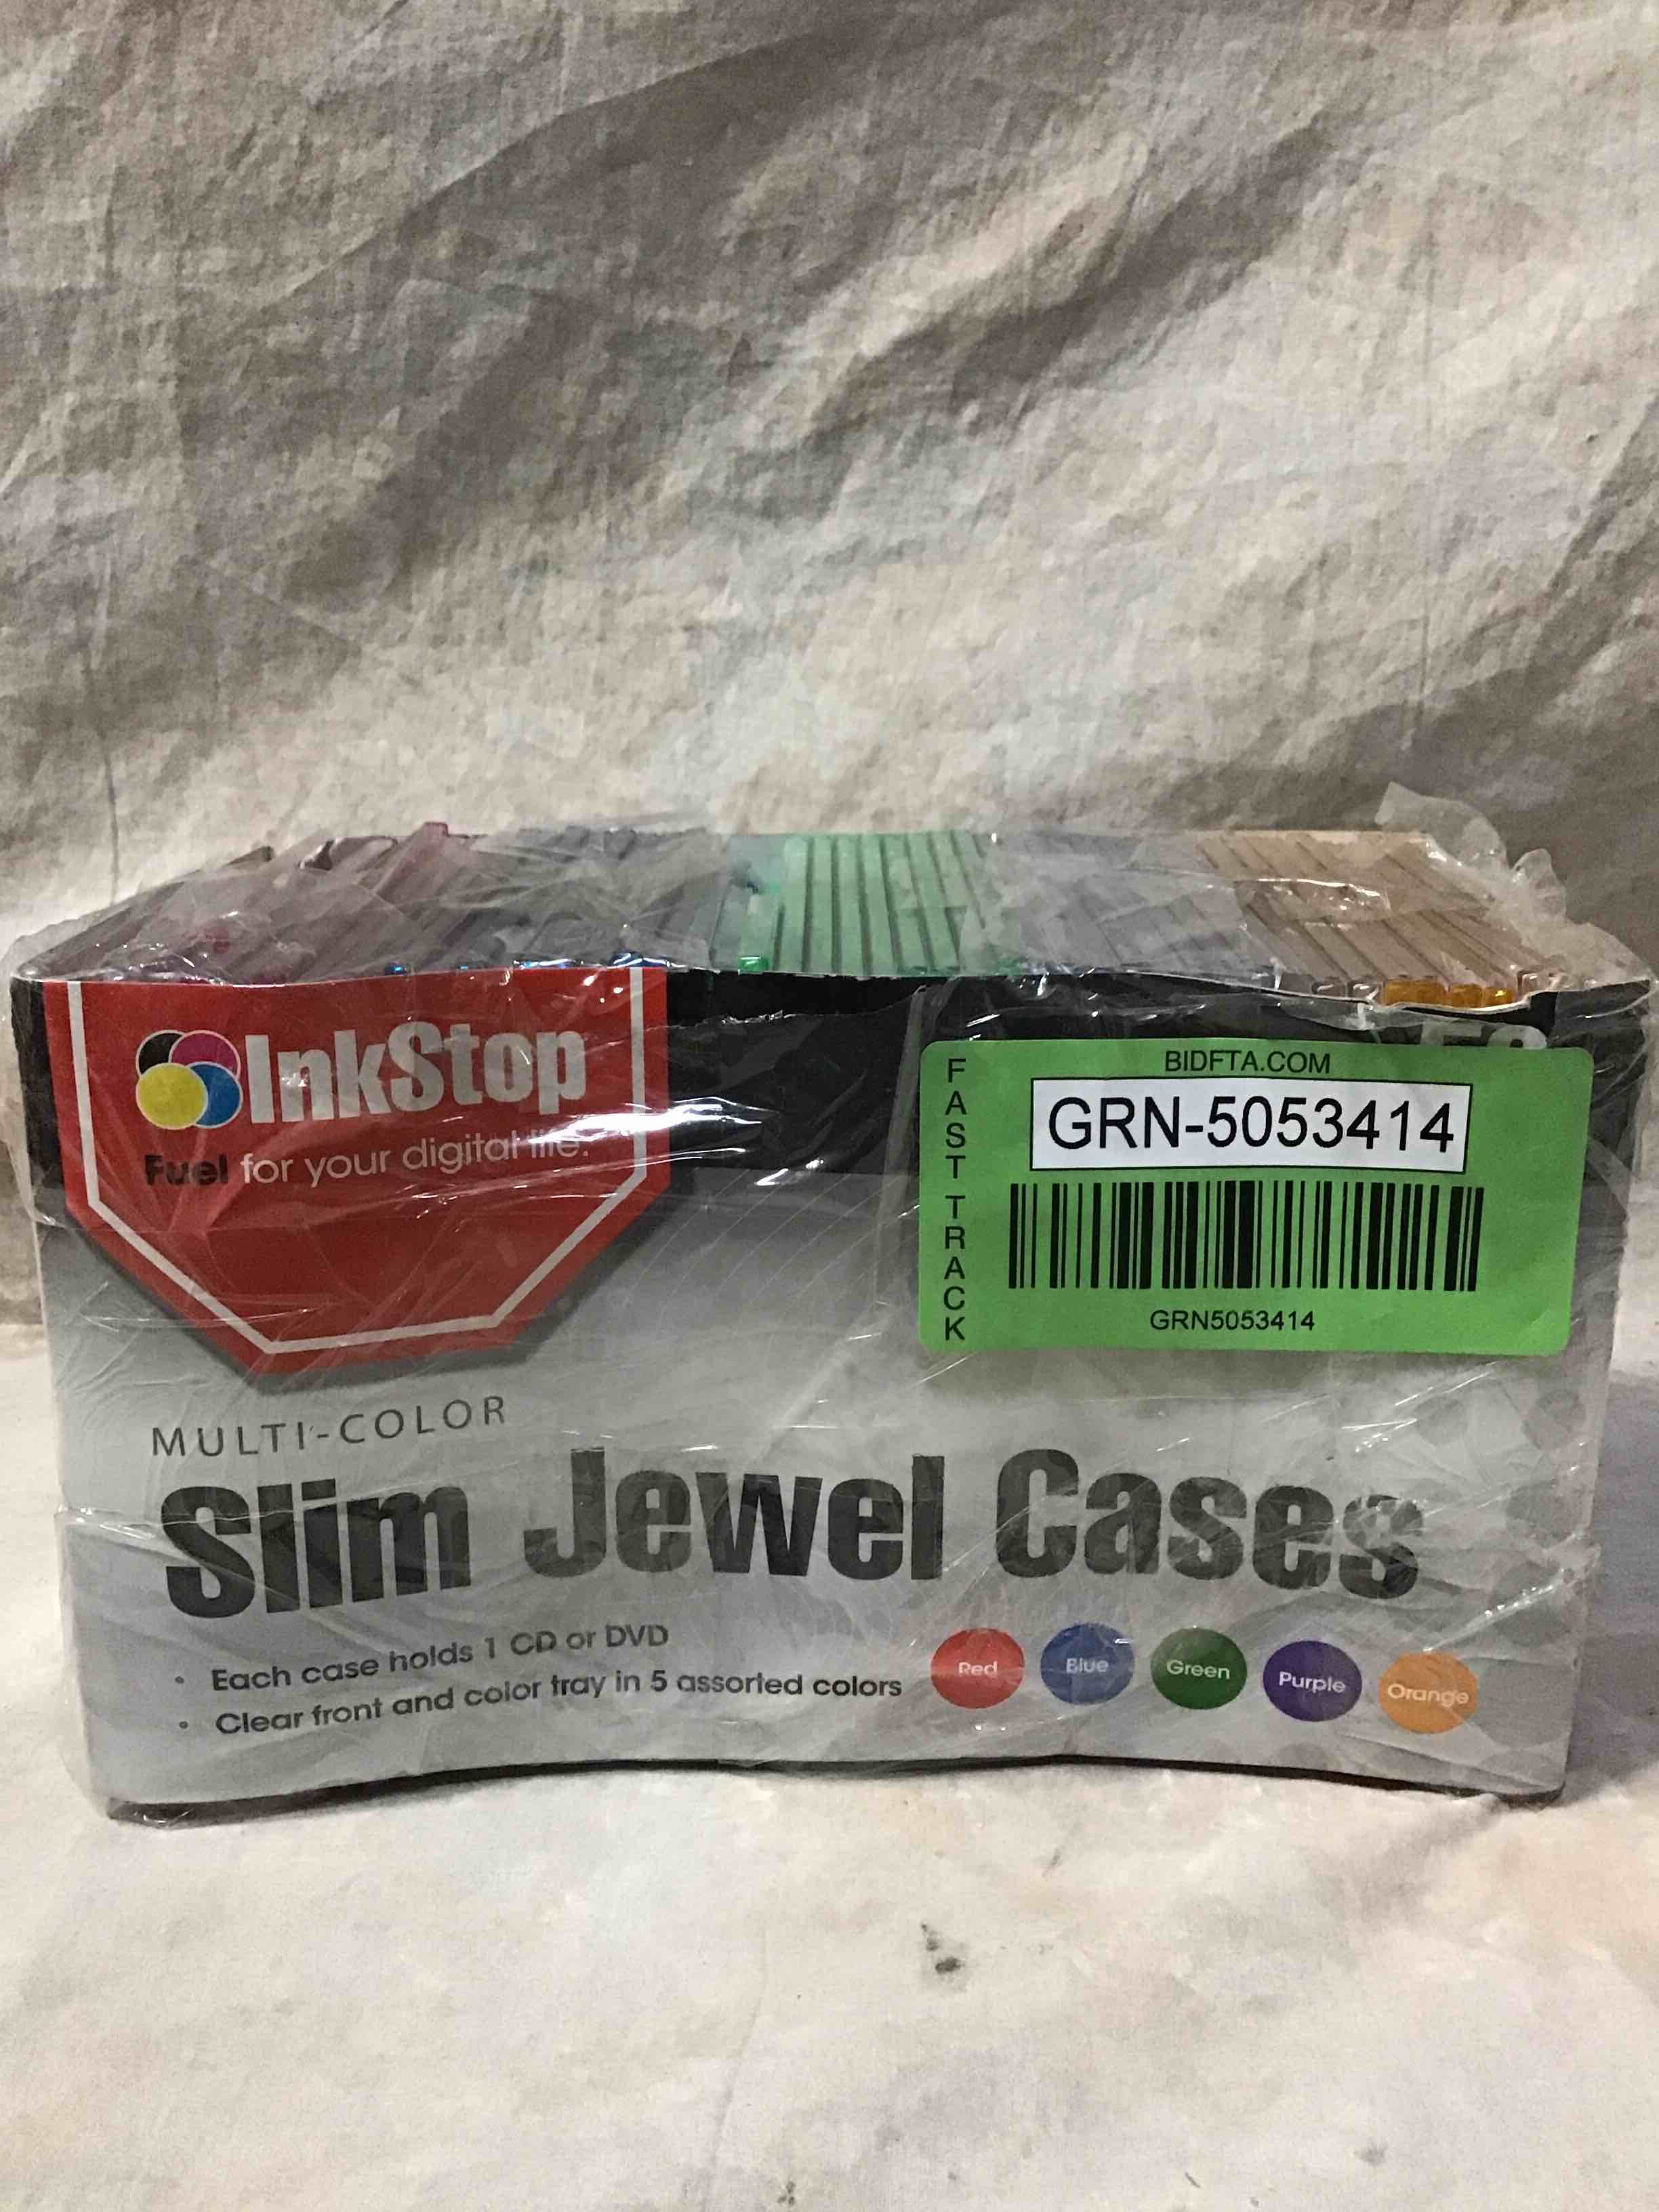 InkStop
Fuel for your digital life.
BIDFTA.COM
FAST TRACK
GRN-5053414
GRN5053414
MULTI-COLOR
Slim Jewel Cases
• Each case holds 1 CD or DVD
• Clear front and color tray in 5 assorted colors
Red
Blue
Green
Purple
Orange